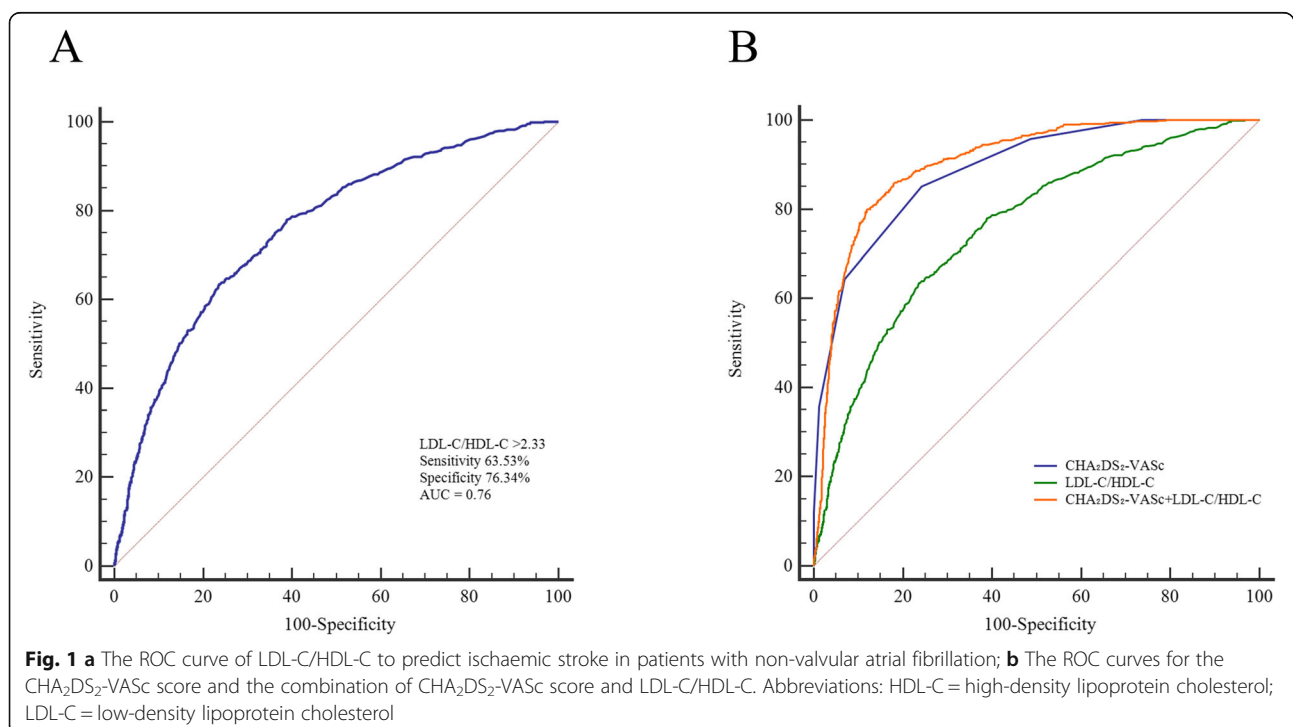 A
B
100
80
60
40
20
0
Sensitivity
LDL-C/HDL-C >2.33
Sensitivity 63.53%
Specificity 76.34%
AUC = 0.76
0 20 40 60 80 100
100-Specificity
100
80
60
40
20
0
Sensitivity
CHA₂DS₂-VASc
LDL-C/HDL-C
CHA₂DS₂-VASc+LDL-C/HDL-C
0 20 40 60 80 100
100-Specificity
Fig. 1 a The ROC curve of LDL-C/HDL-C to predict ischaemic stroke in patients with non-valvular atrial fibrillation; b The ROC curves for the
CHA₂DS₂-VASc score and the combination of CHA₂DS₂-VASc score and LDL-C/HDL-C. Abbreviations: HDL-C = high-density lipoprotein cholesterol;
LDL-C = low-density lipoprotein cholesterol